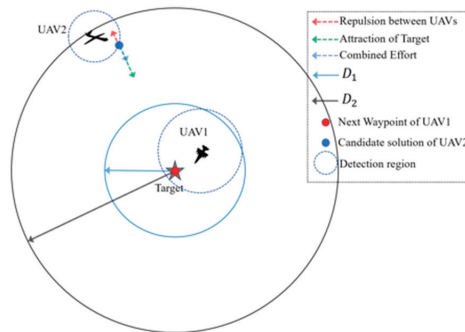 UAV2
UAV1
Target
Repulsion between UAVs
Attraction of Target
Combined Effort
D₁
D₂
Next Waypoint of UAV1
Candidate solution of UAV2
Detection region